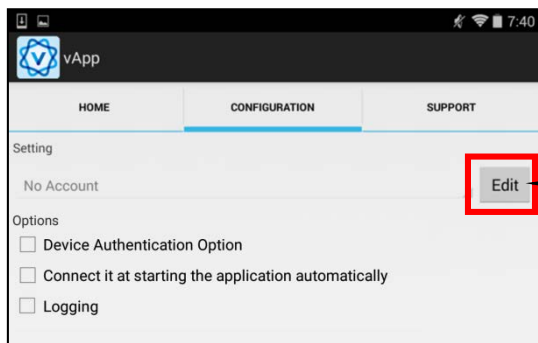 7:40
V vApp
HOME CONFIGURATION SUPPORT
Setting
No Account Edit
Options
Device Authentication Option
Connect it at starting the application automatically
Logging